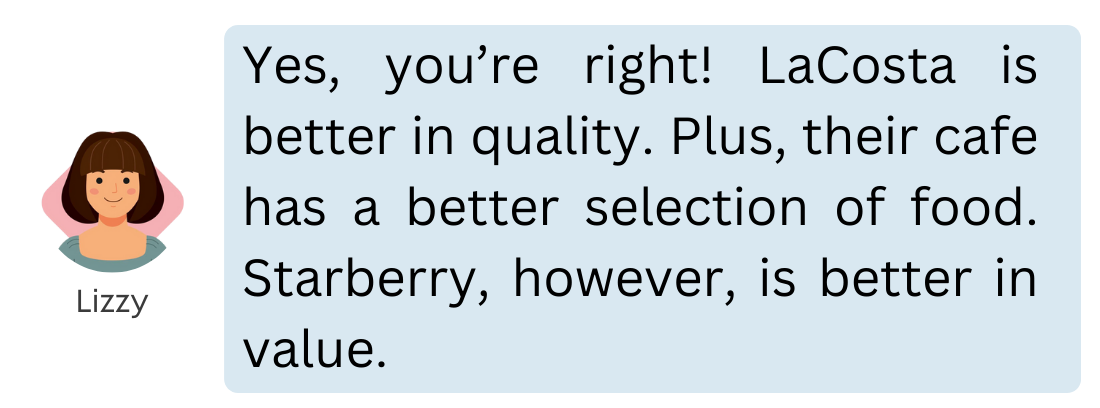 Yes, you’re right! LaCosta is
better in quality. Plus, their cafe
has a better selection of food.
Starberry, however, is better in
value.
Lizzy